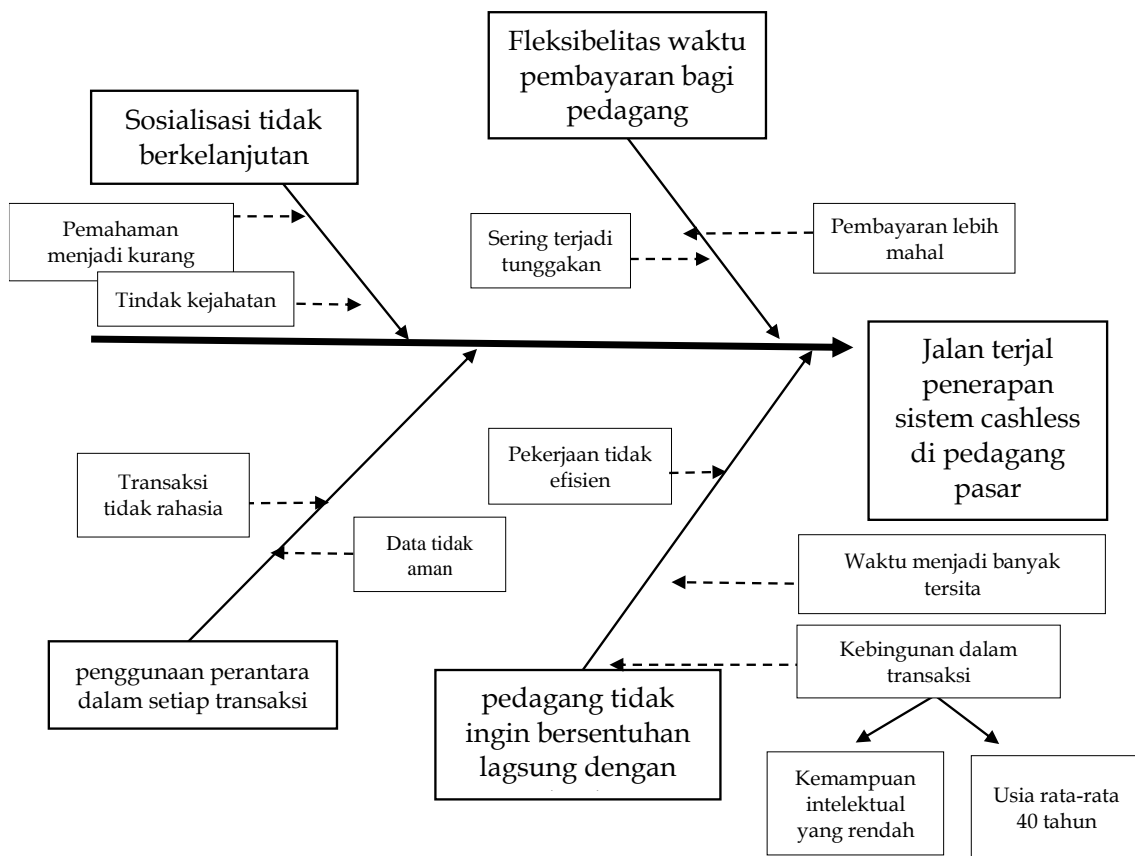 Fleksibelitas waktu
pembayaran bagi
pedagang
Sosialisasi tidak
berkelanjutan
Pemahaman
menjadi kurang
Tindak kejahatan
Sering terjadi
tunggakan
Pembayaran lebih
mahal
Jalan terjal
penerapan
sistem cashless
di pedagang
pasar
Transaksi
tidak rahasia
Data tidak
aman
Pekerjaan tidak
efisien
Waktu menjadi banyak
tersita
Kebingunan dalam
transaksi
penggunaan perantara
dalam setiap transaksi
pedagang tidak
ingin bersentuhan
lagsung dengan
Kemampuan
intelektual
yang rendah
Usia rata-rata
40 tahun